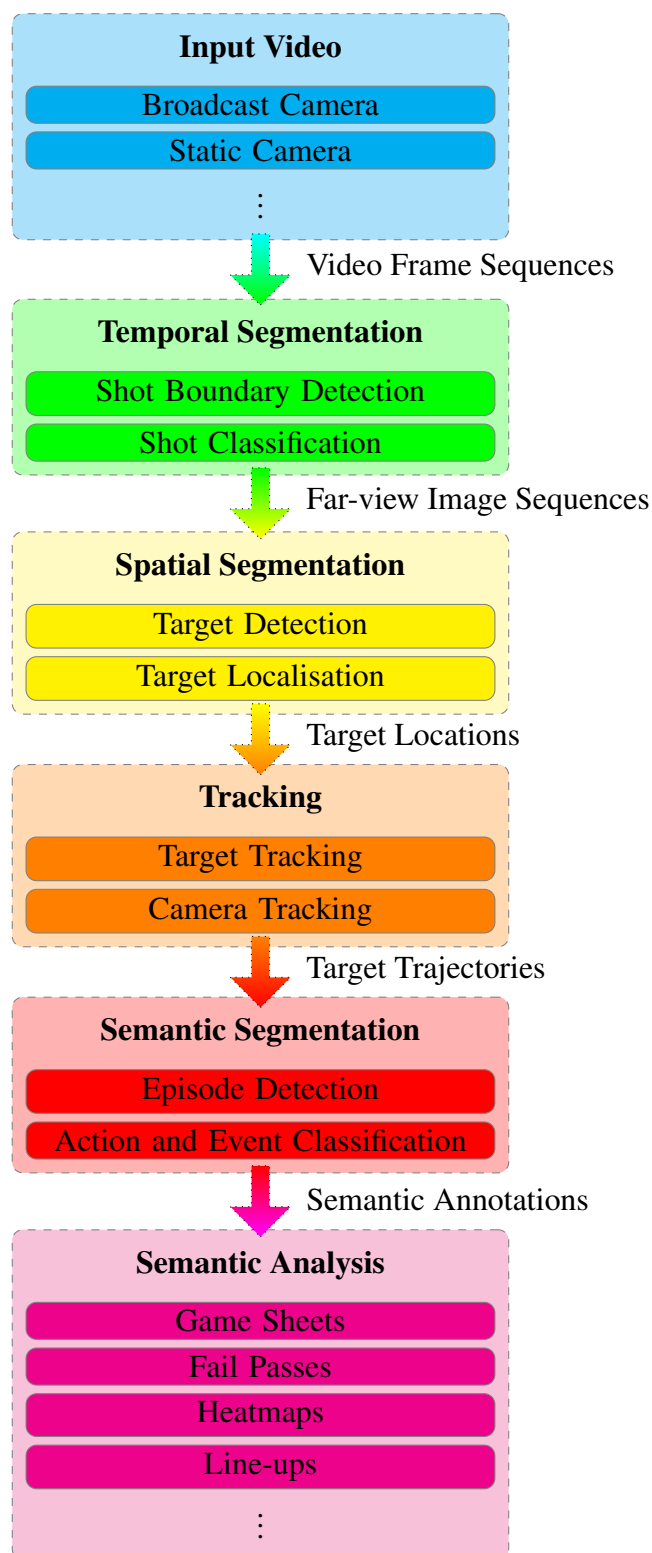 Input Video
Broadcast Camera
Static Camera
⋮
Video Frame Sequences
Temporal Segmentation
Shot Boundary Detection
Shot Classification
Far-view Image Sequences
Spatial Segmentation
Target Detection
Target Localisation
Target Locations
Tracking
Target Tracking
Camera Tracking
Target Trajectories
Semantic Segmentation
Episode Detection
Action and Event Classification
Semantic Annotations
Semantic Analysis
Game Sheets
Fail Passes
Heatmaps
Line-ups
⋮